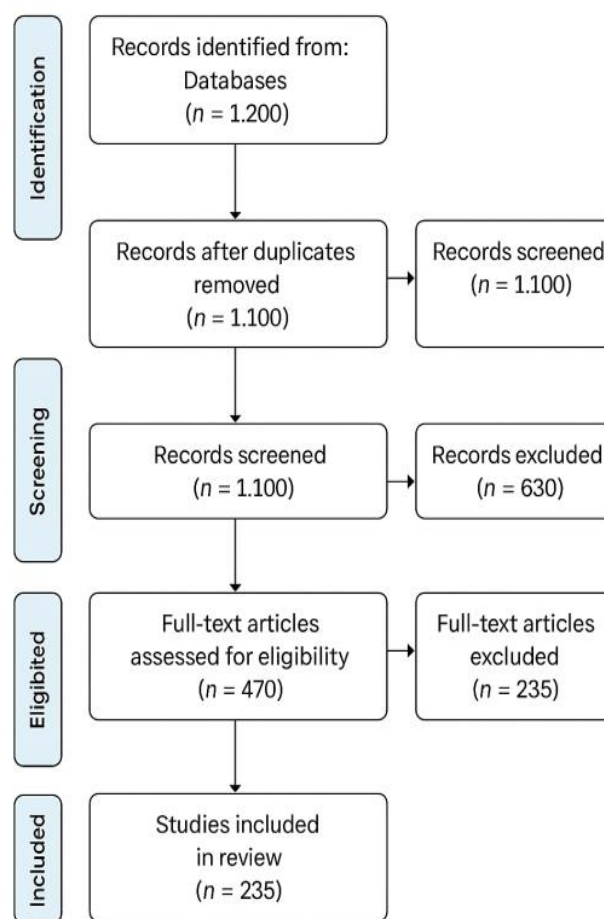 Identification
Records identified from:
Databases
(n = 1.200)
Records after duplicates
removed
(n = 1.100)
Records screened
(n = 1.100)
Screening
Records screened
(n = 1.100)
Records excluded
(n = 630)
Eligibited
Full-text articles
assessed for eligibility
(n = 470)
Full-text articles
excluded
(n = 235)
Included
Studies included
in review
(n = 235)